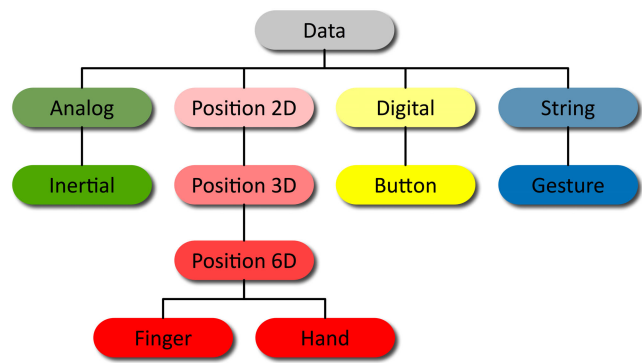 Data
Analog
Position 2D
Digital
String
Inertial
Position 3D
Button
Gesture
Position 6D
Finger
Hand